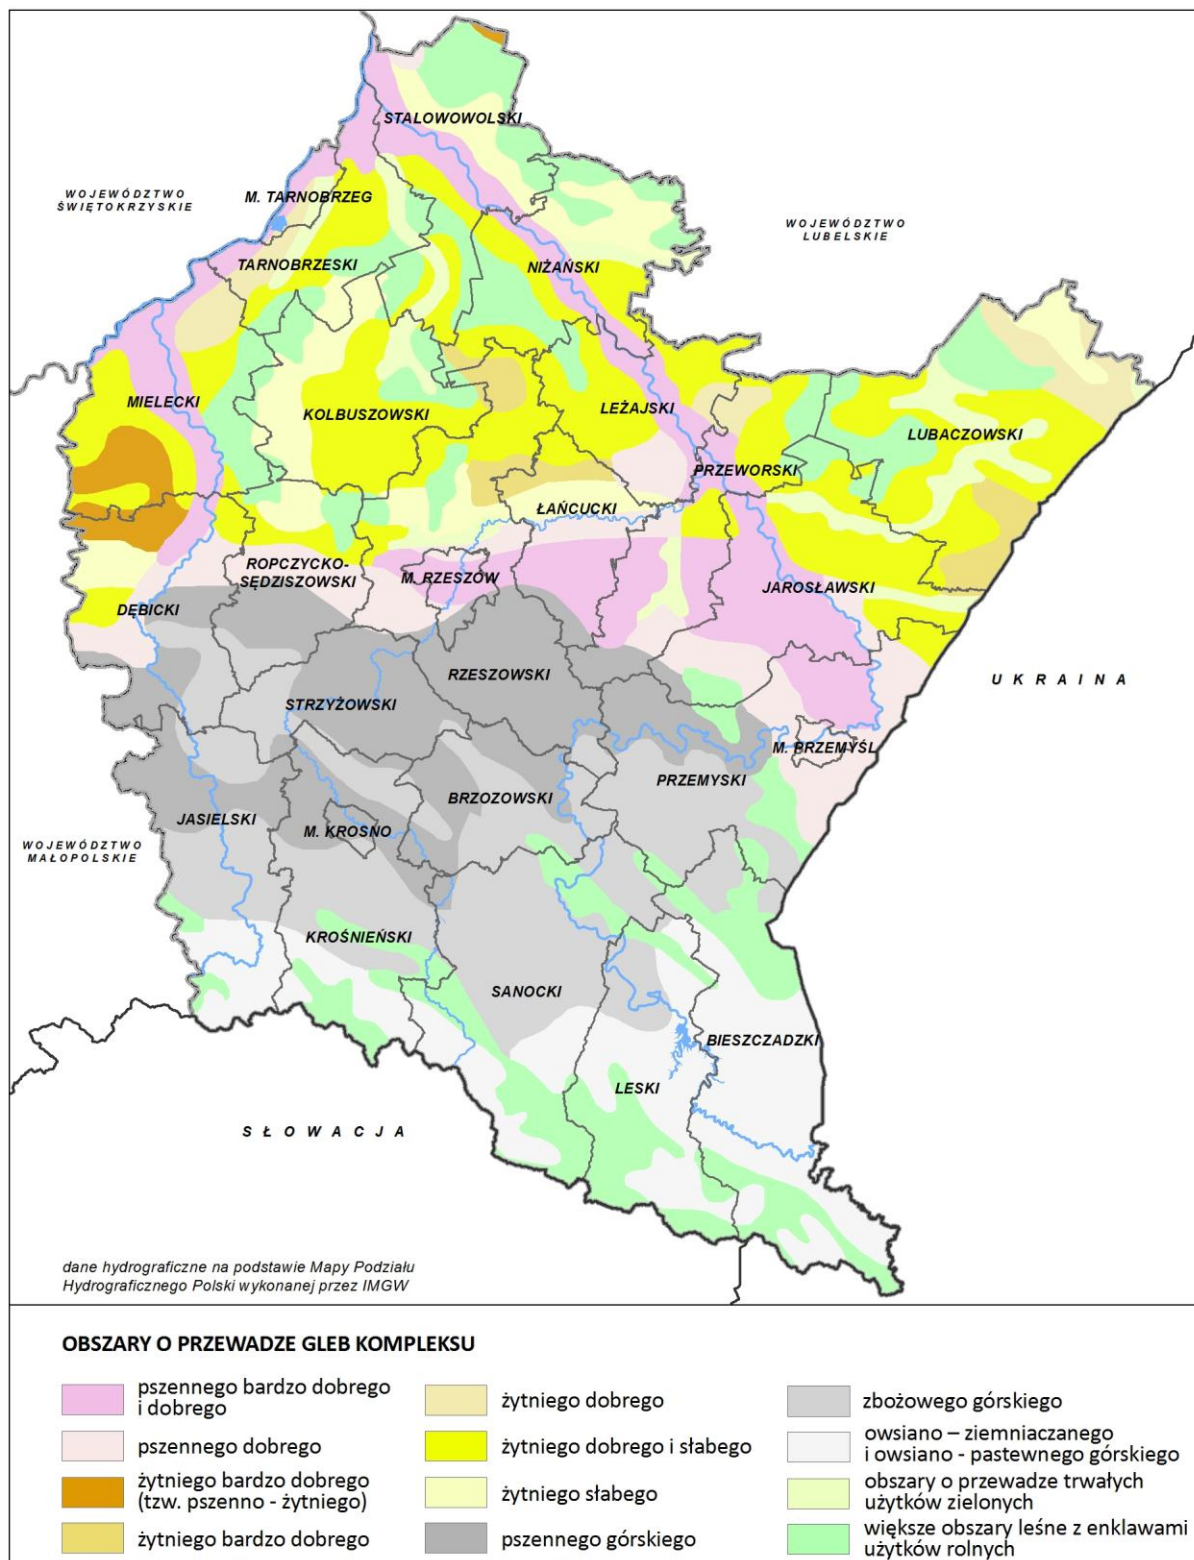 STALOWOWOLSKI
WOJEWÓDZTWO
ŚWIĘTOKRZYSKIE
M. TARNOBRZEG
WOJEWÓDZTWO
LUBELSKIE
TARNOBRZESKI
NIŻAŃSKI
MIELECKI
KOLBUSZOWSKI
LEŻAJSKI
LUBACZOWSKI
PRZEWORSKI
ŁAŃCUCKI
ROPCZYCKO-
SĘDZISZOWSKI
M. RZESZÓW
JAROSŁAWSKI
DĘBICKI
RZESZOWSKI
UKRAINA
STRZYŻOWSKI
M. PRZEMYŚL
PRZEMYSKI
BRZOZOWSKI
JASIELSKI
M. KROSNO
WOJEWÓDZTWO
MAŁOPOLSKIE
KROŚNIEŃSKI
SANOCKI
BIESZCZADZKI
LESKI
SŁOWACJA
dane hydrograficzne na podstawie Mapy Podziału
Hydrograficznego Polski wykonanej przez IMGW
OBSZARY O PRZEWADZE GLEB KOMPLEKSU
pszennego bardzo dobrego
i dobrego
pszennego dobrego
żytniego bardzo dobrego
(tzw. pszenno - żytniego)
żytniego bardzo dobrego
żytniego dobrego
żytniego dobrego i słabego
żytniego słabego
pszennego górskiego
zbożowego górskiego
owsiano – ziemniaczanego
i owsiano - pastewnego górskiego
obszary o przewadze trwałych
użytków zielonych
większe obszary leśne z enklawami
użytków rolnych